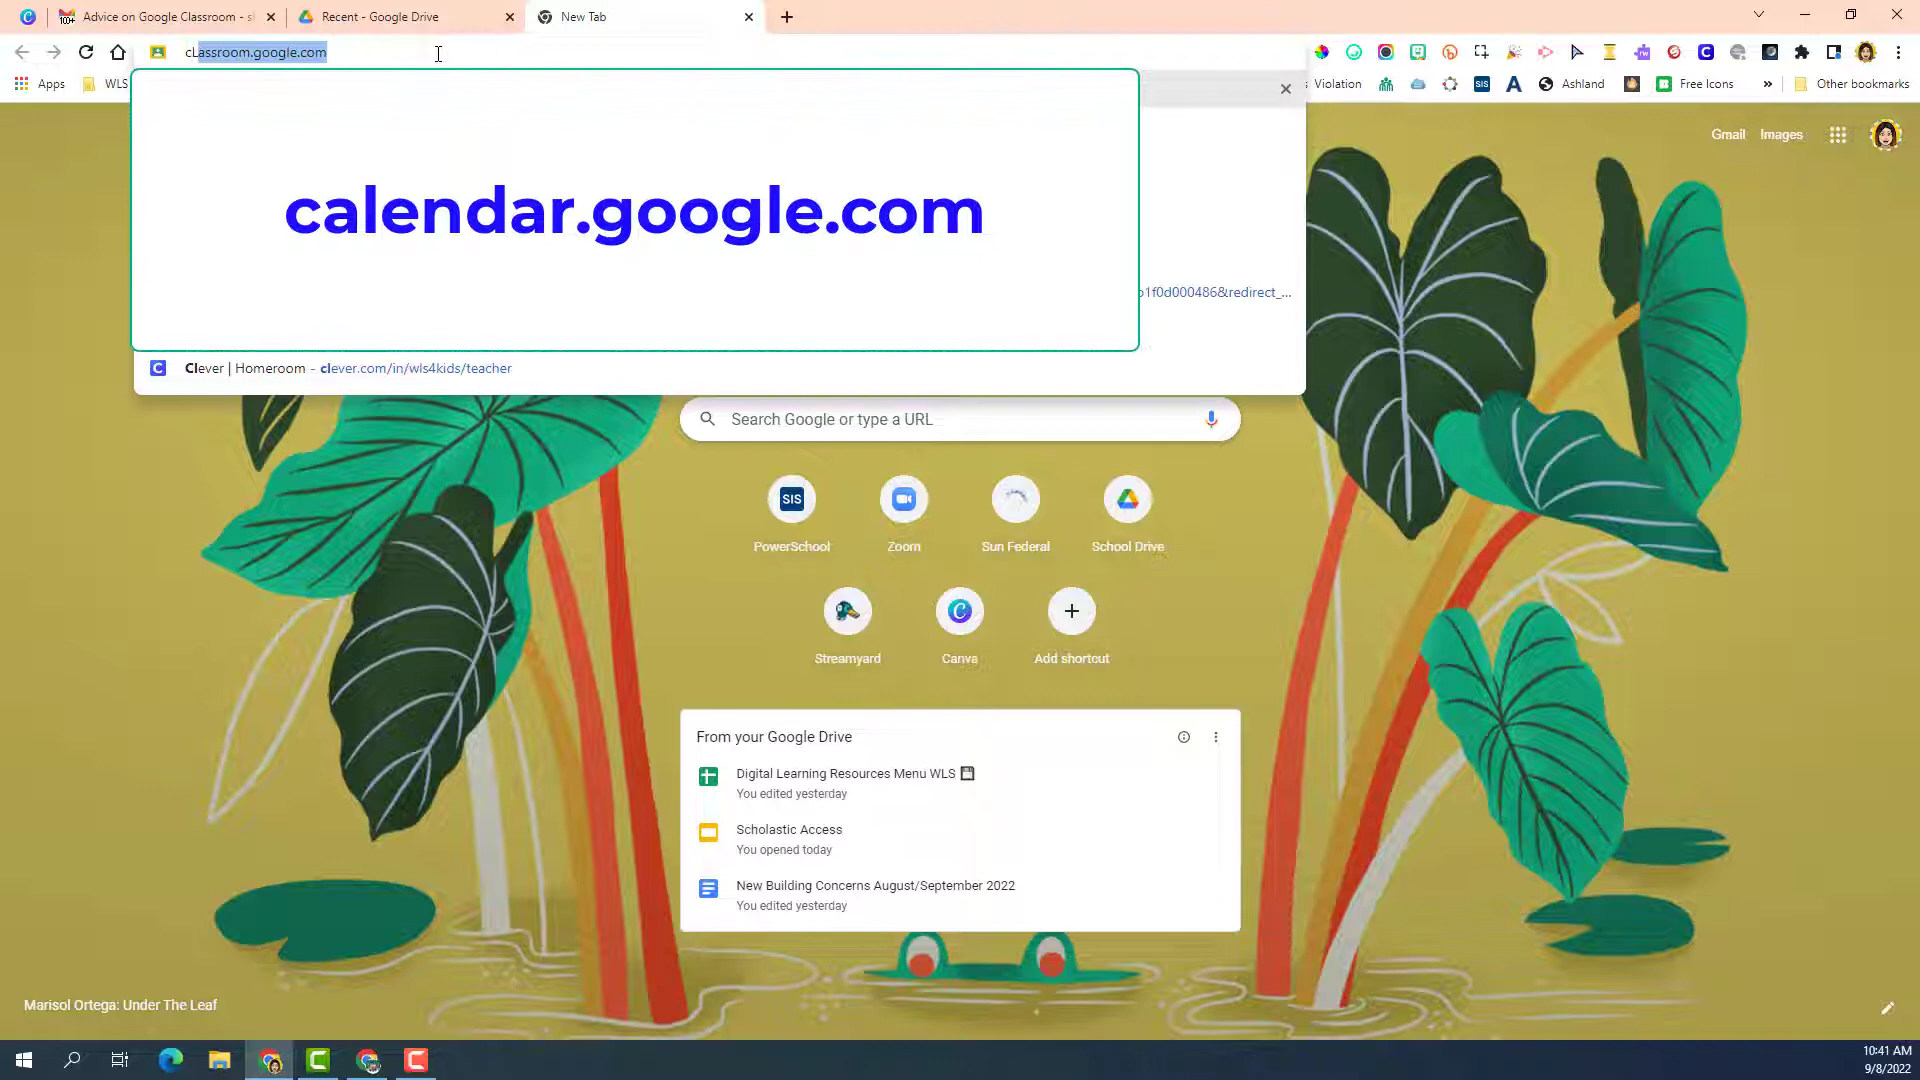 100+
Advice on Google Classroom - sl
Recent - Google Drive
New Tab
cLassroom.google.com
Apps
WLS
Violation
SIS
Ashland
Free Icons
»
Other bookmarks
calendar.google.com
Gmail
Images
o1f0d000486&redirect_...
Clever | Homeroom - clever.com/in/wls4kids/teacher
Search Google or type a URL
SIS
PowerSchool
Zoom
Sun Federal
School Drive
Streamyard
Canva
Add shortcut
From your Google Drive
Digital Learning Resources Menu WLS 💾
You edited yesterday
Scholastic Access
You opened today
New Building Concerns August/September 2022
You edited yesterday
Marisol Ortega: Under The Leaf
10:41 AM
9/8/2022